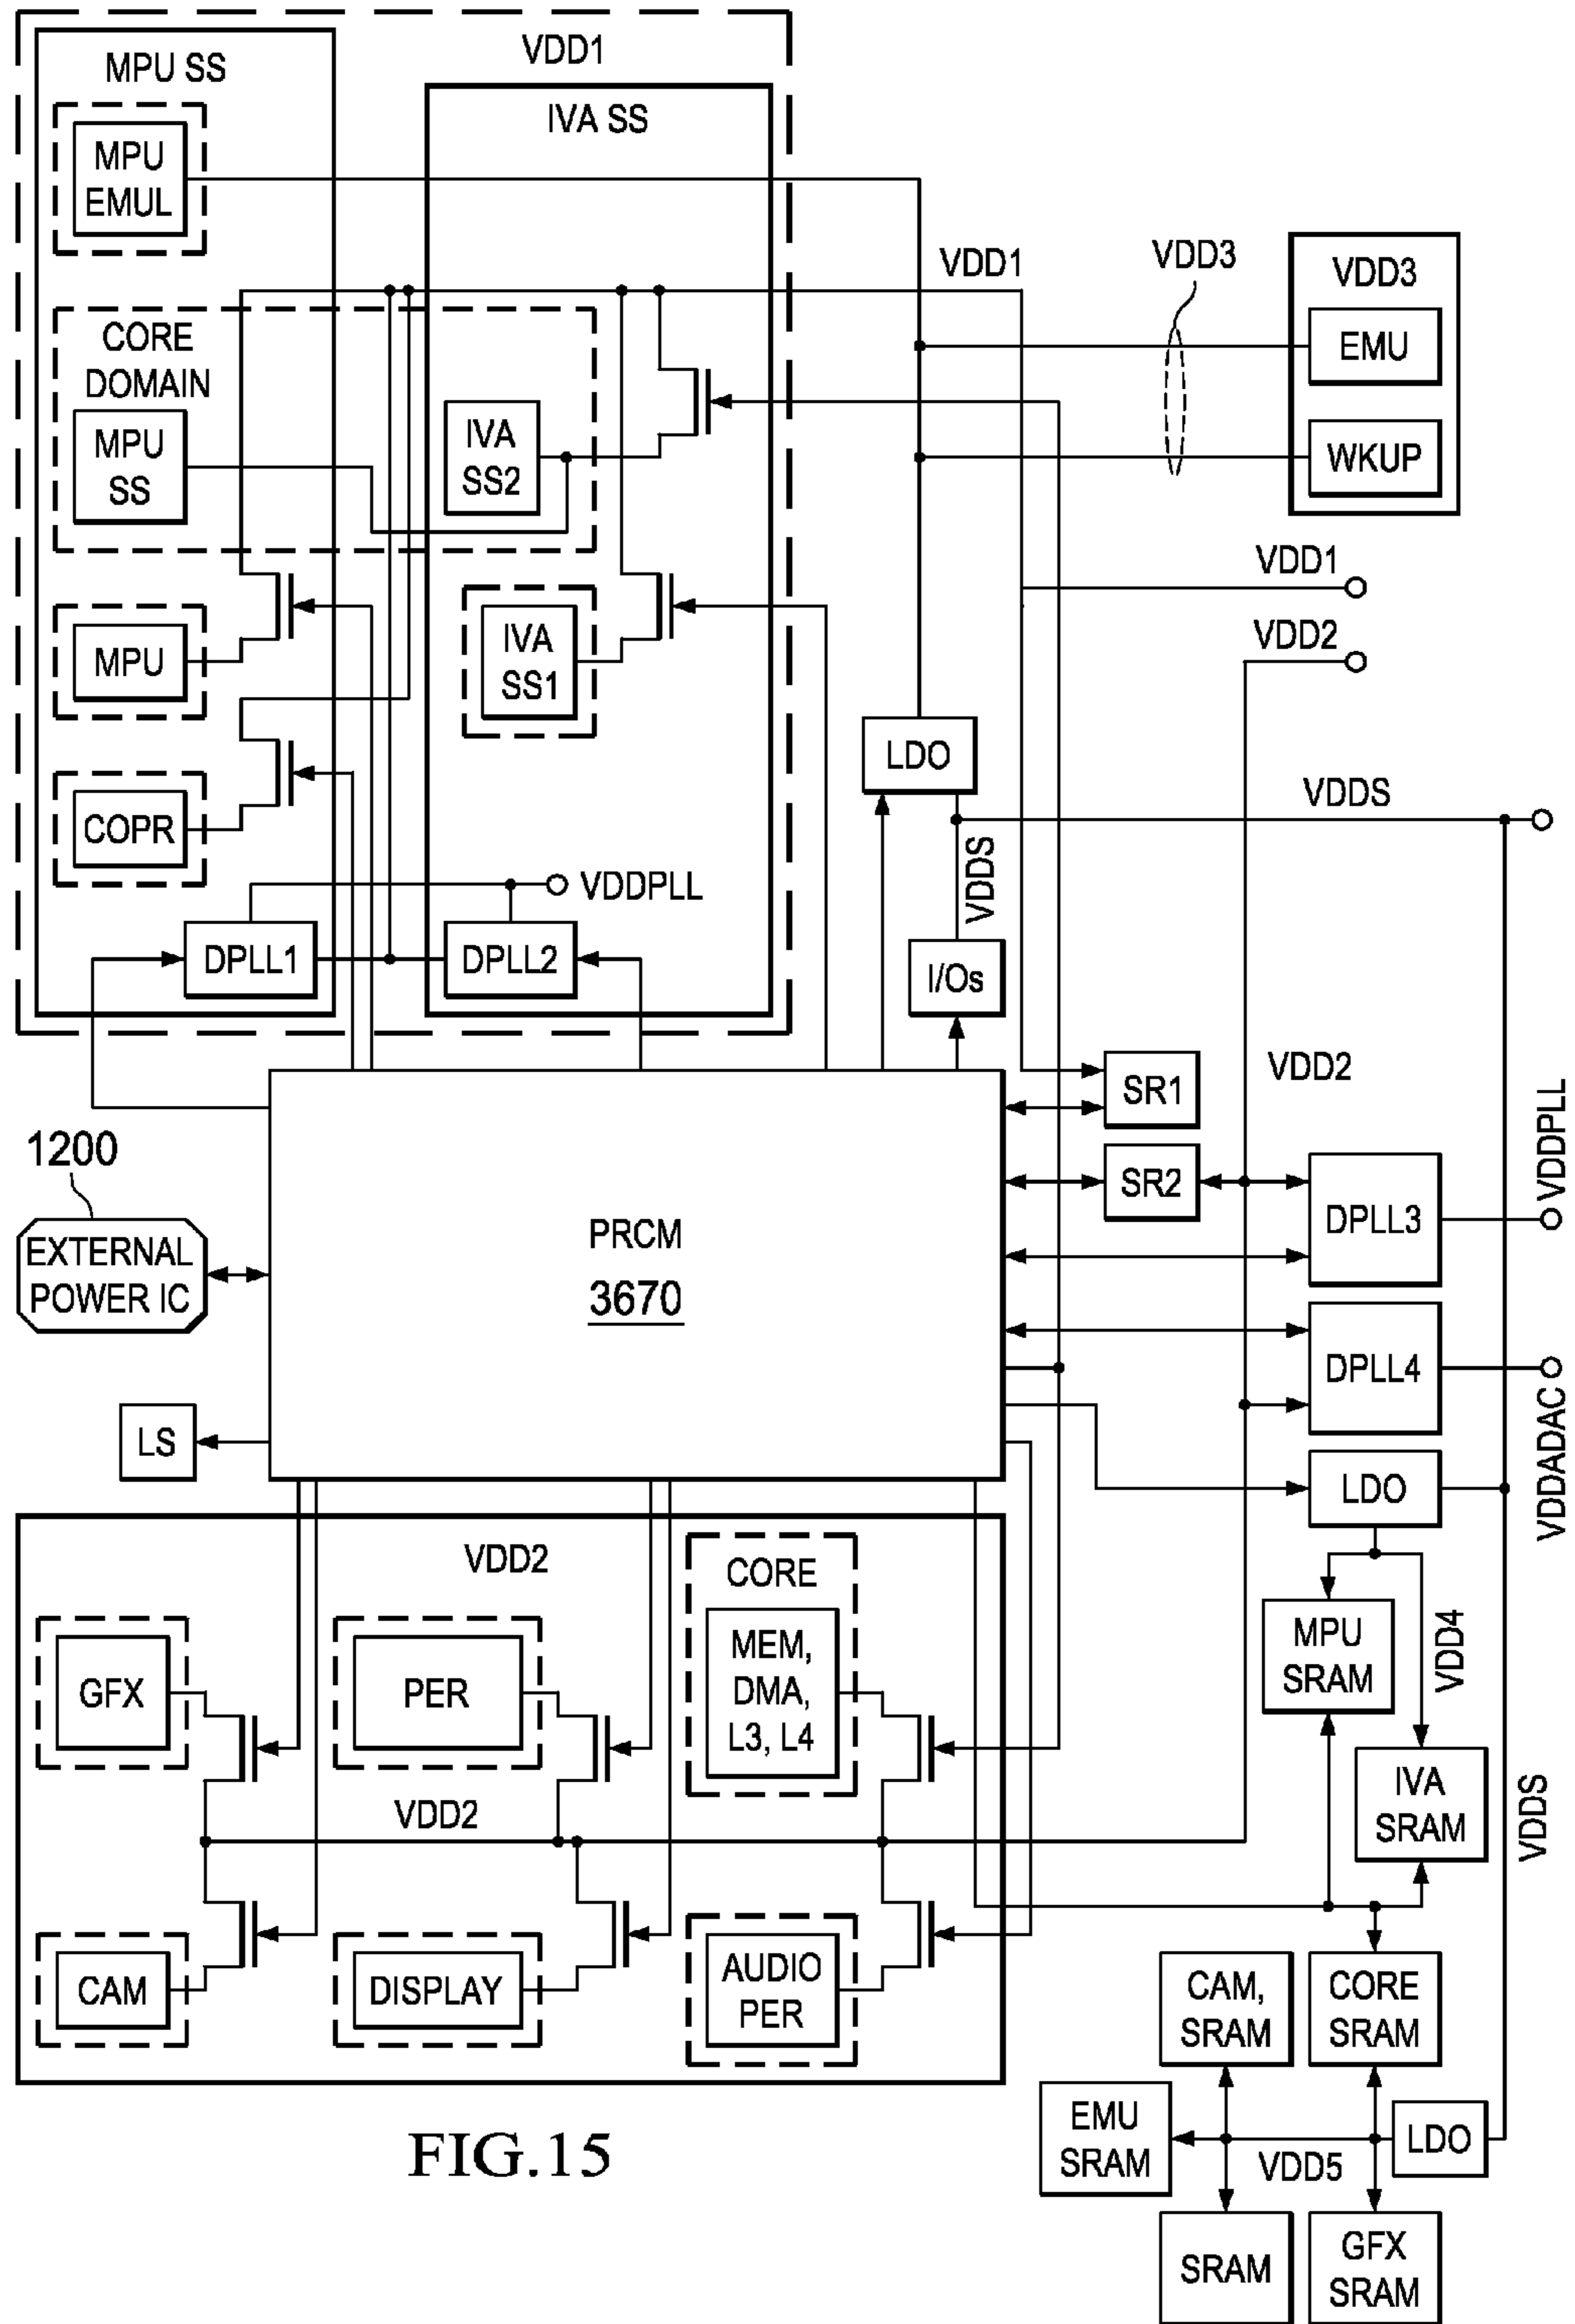 VDD1
MPU SS
IVA SS
MPU
EMUL
VDD1
VDD3
VDD3
EMU
WKUP
CORE
DOMAIN
MPU
SS
IVA
SS2
VDD1
VDD2
MPU
IVA
SS1
LDO
VDDS
COPR
VDDS
VDDPLL
DPLL1
DPLL2
I/Os
SR1
VDD2
VDDPLL
1200
SR2
DPLL3
EXTERNAL
POWER IC
PRCM
3670
DPLL4
VDDADAC
LS
LDO
VDD2
CORE
GFX
PER
MEM,
DMA,
L3, L4
MPU
SRAM
VDD4
VDD2
IVA
SRAM
VDDS
CAM
DISPLAY
AUDIO
PER
CAM,
SRAM
CORE
SRAM
EMU
SRAM
VDD5
LDO
SRAM
GFX
SRAM
FIG.15